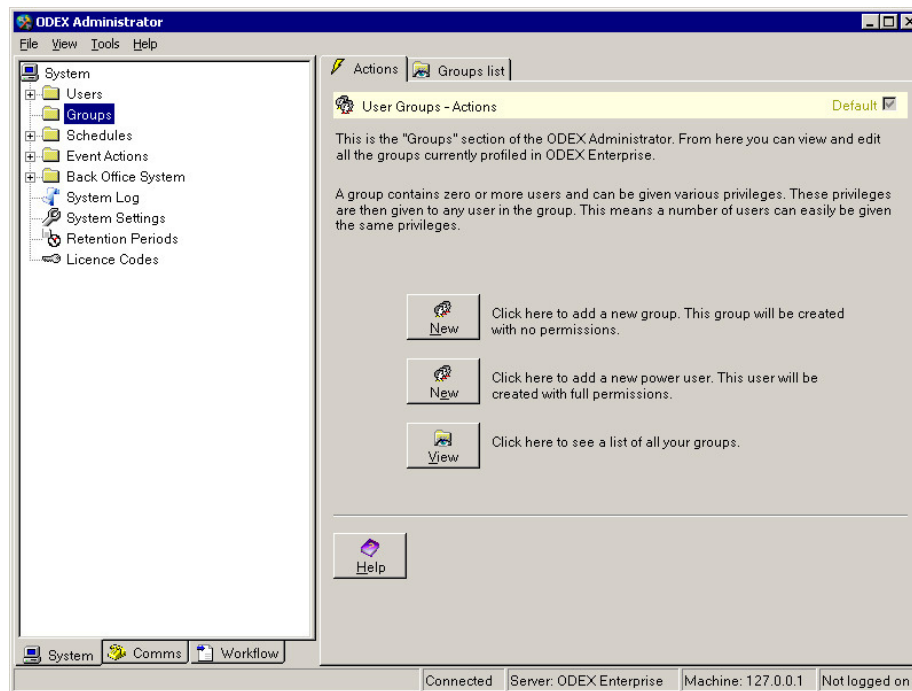 ODEX Administrator
File View Tools Help
System
Users
Groups
Schedules
Event Actions
Back Office System
System Log
System Settings
Retention Periods
Licence Codes
Actions
Groups list
User Groups - Actions
Default
This is the "Groups" section of the ODEX Administrator. From here you can view and edit
all the groups currently profiled in ODEX Enterprise.
A group contains zero or more users and can be given various privileges. These privileges
are then given to any user in the group. This means a number of users can easily be given
the same privileges.
New
Click here to add a new group. This group will be created
with no permissions.
New
Click here to add a new power user. This user will be
created with full permissions.
View
Click here to see a list of all your groups.
Help
System Comms Workflow
Connected Server: ODEX Enterprise Machine: 127.0.0.1 Not logged on